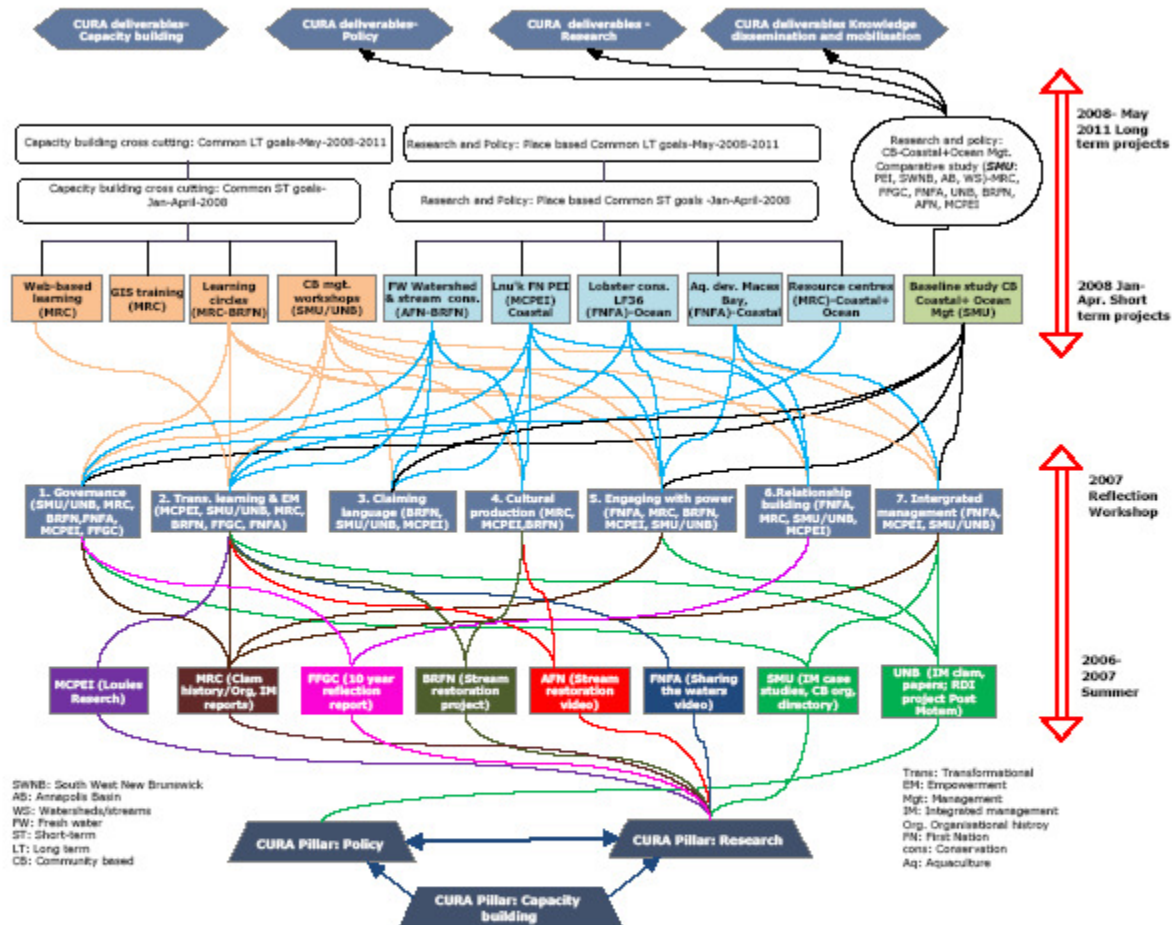 CURA deliverables-
Capacity building
CURA deliverables-
Policy
CURA deliverables -
Research
CURA deliverables Knowledge
dissemination and mobilisation
2008- May
2011 Long
term projects
Capacity building cross cutting: Common LT goals-May-2008-2011
Research and Policy: Place based Common LT goals-May-2008-2011
Research and policy:
CB-Coastal+Ocean Mgt.
Comparative study (SMU:
PEI, SWNB, AB, WS)-MRC,
FFGC, FNFA, UNB, BRFN,
AFN, MCPEI
Capacity building cross cutting: Common ST goals-
Jan-April-2008
Research and Policy: Place based Common ST goals -Jan-April-2008
Web-based
learning
(MRC)
GIS training
(MRC)
Learning
circles
(MRC-BRFN)
CB mgt.
workshops
(SMU/UNB)
FW Watershed
& stream cons.
(AFN-BRFN)
Lnu'k FN PEI
(MCPEI)
Coastal
Lobster cons.
LF36
(FNFA)-Ocean
Aq. dev. Maces
Bay,
(FNFA)-Coastal
Resource centres
(MRC)-Coastal+
Ocean
Baseline study CB
Coastal+ Ocean
Mgt (SMU)
2008 Jan-
Apr. Short
term projects
1. Governance
(SMU/UNB, MRC,
BRFN,FNFA,
MCPEI, FFGC)
2. Trans. learning & EM
(MCPEI, SMU/UNB, MRC,
BRFN, FFGC, FNFA)
3. Claiming
language (BRFN,
SMU/UNB, MCPEI)
4. Cultural
production (MRC,
MCPEI,BRFN)
5. Engaging with power
(FNFA, MRC, BRFN,
MCPEI, SMU/UNB)
6.Relationship
building (FNFA,
MRC, SMU/UNB,
MCPEI)
7. Intergrated
management (FNFA,
MCPEI, SMU/UNB)
2007
Reflection
Workshop
MCPEI (Louies
Reserch)
MRC (Clam
history/Org, IM
reports)
FFGC (10 year
reflection
report)
BRFN (Stream
restoration
project)
AFN (Stream
restoration
video)
FNFA (Sharing
the waters
video)
SMU (IM case
studies, CB org,
directory)
UNB (IM clam,
papers; RDI
project Post
Motem)
2006-
2007
Summer
SWNB: South West New Brunswick
AB: Annapolis Basin
WS: Watersheds/streams
FW: Fresh water
ST: Short-term
LT: Long term
CB: Community based
Trans: Transformational
EM: Empowerment
Mgt: Management
IM: Integrated management
Org. Organisational histroy
FN: First Nation
cons: Conservation
Aq: Aquaculture
CURA Pillar: Policy
CURA Pillar: Research
CURA Pillar: Capacity
building